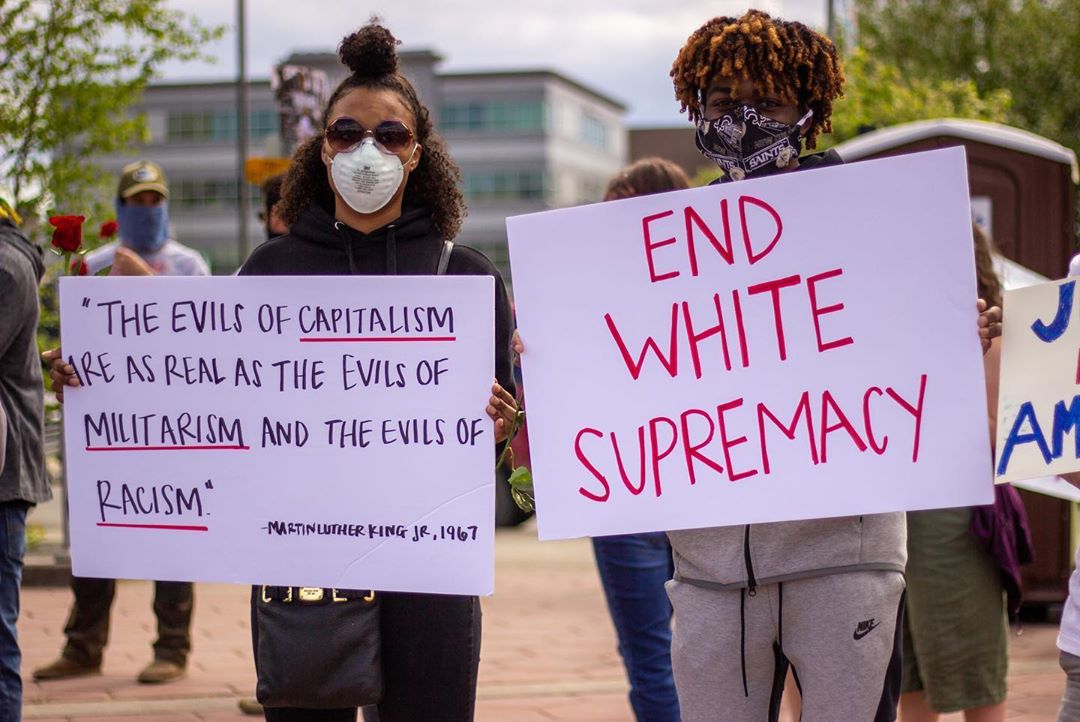 "THE EVILS OF CAPITALISM
ARE AS REAL AS THE EVILS OF
MILITARISM AND THE EVILS OF
RACISM."
-MARTIN LUTHER KING JR, 1967
END
WHITE
SUPREMACY
SAINTS
NIKE
J
AM